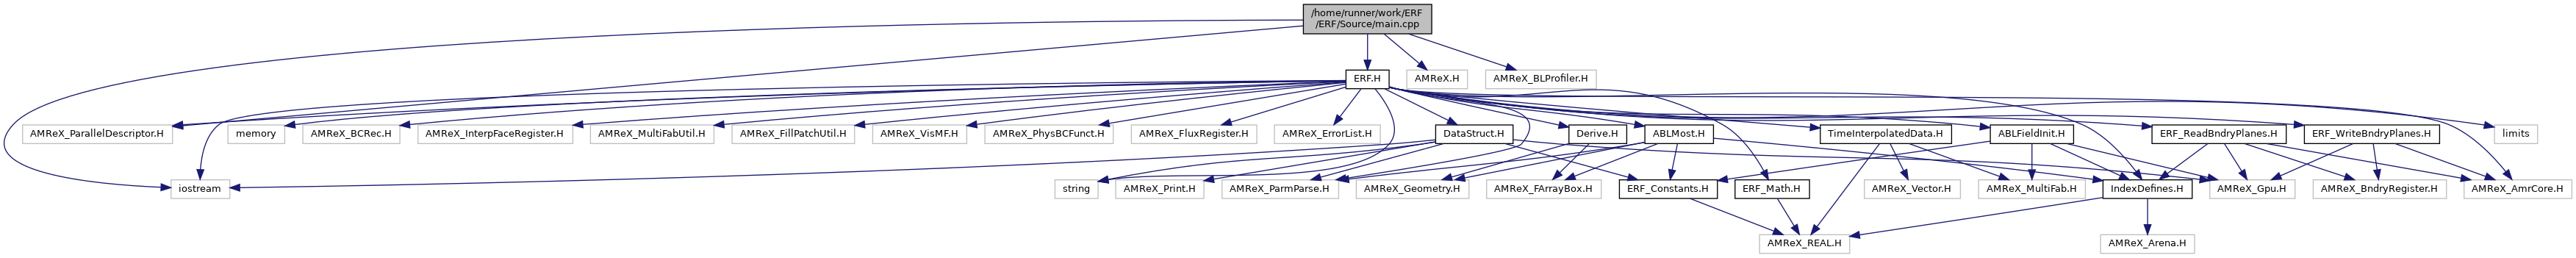 /home/runner/work/ERF
/ERF/Source/main.cpp
ERF.H
AMReX.H
AMReX_BLProfiler.H
AMReX_ParallelDescriptor.H
memory
AMReX_BCRec.H
AMReX_InterpFaceRegister.H
AMReX_MultiFabUtil.H
AMReX_FillPatchUtil.H
AMReX_VisMF.H
AMReX_PhysBCFunct.H
AMReX_FluxRegister.H
AMReX_ErrorList.H
DataStruct.H
Derive.H
ABLMost.H
TimeInterpolatedData.H
ABLFieldInit.H
ERF_ReadBndryPlanes.H
ERF_WriteBndryPlanes.H
limits
iostream
string
AMReX_Print.H
AMReX_ParmParse.H
AMReX_Geometry.H
AMReX_FArrayBox.H
ERF_Constants.H
ERF_Math.H
AMReX_Vector.H
AMReX_MultiFab.H
IndexDefines.H
AMReX_Gpu.H
AMReX_BndryRegister.H
AMReX_AmrCore.H
AMReX_REAL.H
AMReX_Arena.H